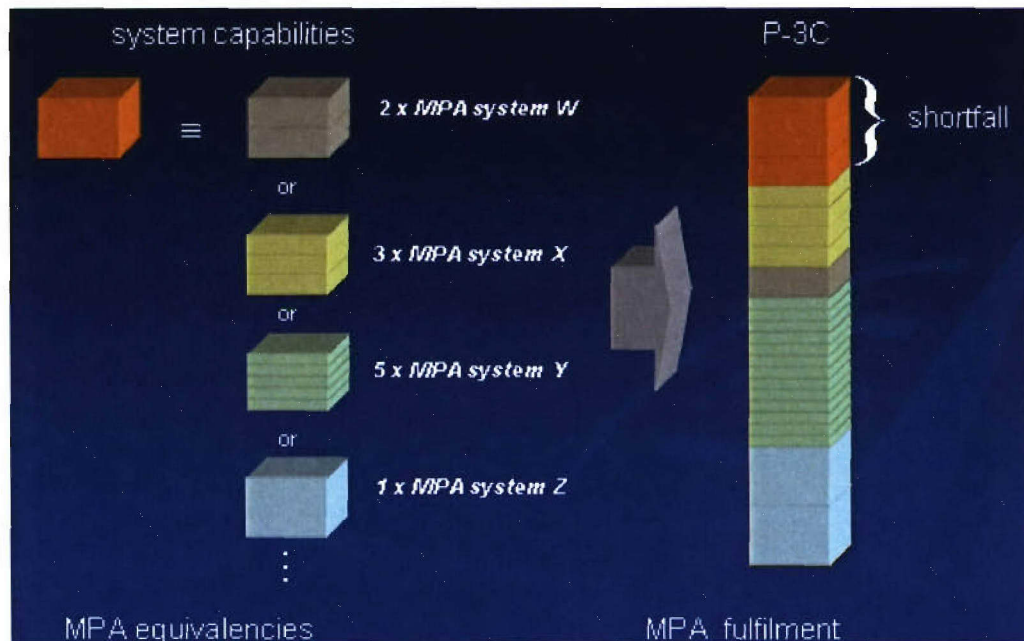 system capabilities
P-3C
≡
2 x MPA system W
shortfall
or
3 x MPA system X
or
5 x MPA system Y
or
1 x MPA system Z
⋮
MPA equivalencies
MPA fulfilment